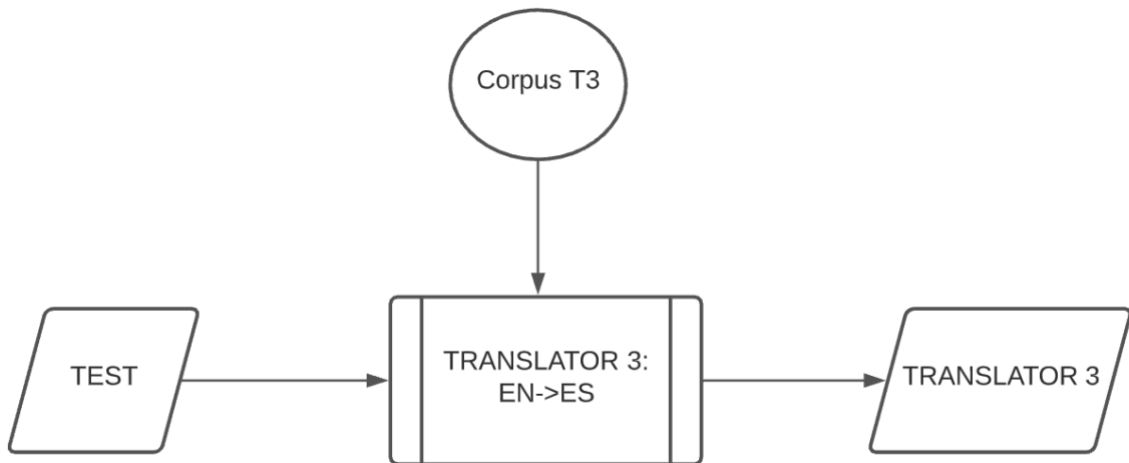 Corpus T3
TEST
TRANSLATOR 3:
EN->ES
TRANSLATOR 3